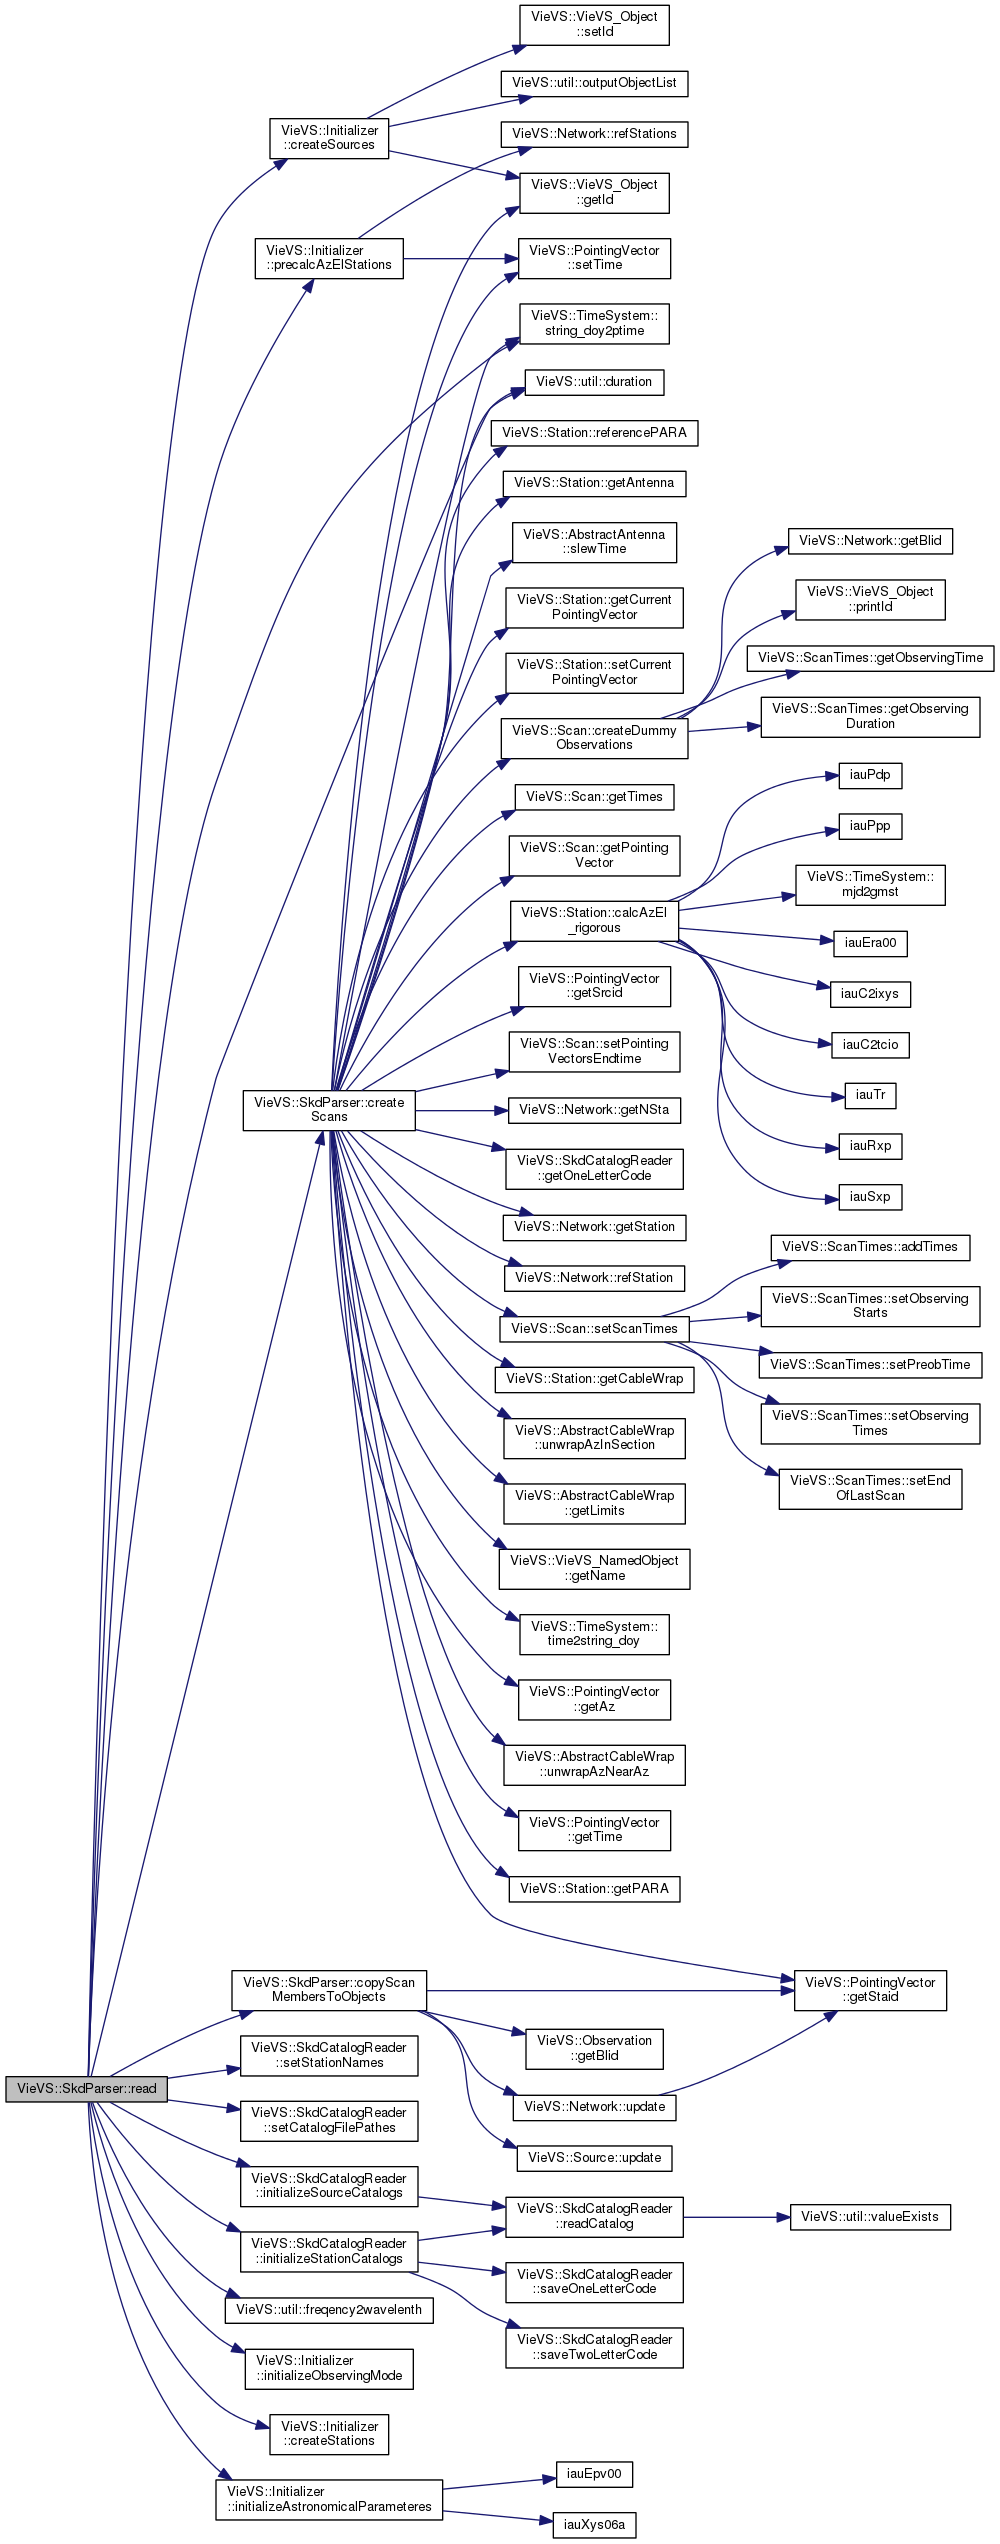 VieVS::VieVS_Object
::setId
VieVS::util::outputObjectList
VieVS::Initializer
::createSources
VieVS::Network::refStations
VieVS::VieVS_Object
::getId
VieVS::Initializer
::precalcAzElStations
VieVS::PointingVector
::setTime
VieVS::TimeSystem::
string_doy2ptime
VieVS::util::duration
VieVS::Station::referencePARA
VieVS::Station::getAntenna
VieVS::AbstractAntenna
::slewTime
VieVS::Network::getBlid
VieVS::Station::getCurrent
PointingVector
VieVS::VieVS_Object
::printId
VieVS::Station::setCurrent
PointingVector
VieVS::ScanTimes::getObservingTime
VieVS::Scan::createDummy
Observations
VieVS::ScanTimes::getObserving
Duration
VieVS::Scan::getTimes
iauPdp
VieVS::Scan::getPointing
Vector
iauPpp
VieVS::TimeSystem::
mjd2gmst
VieVS::Station::calcAzEl
_rigorous
iauEra00
VieVS::PointingVector
::getSrcid
iauC2ixys
VieVS::Scan::setPointing
VectorsEndtime
iauC2tcio
VieVS::SkdParser::create
Scans
VieVS::Network::getNSta
iauTr
VieVS::SkdCatalogReader
::getOneLetterCode
iauRxp
VieVS::Network::getStation
iauSxp
VieVS::Network::refStation
VieVS::ScanTimes::addTimes
VieVS::Scan::setScanTimes
VieVS::ScanTimes::setObserving
Starts
VieVS::Station::getCableWrap
VieVS::ScanTimes::setPreobTime
VieVS::AbstractCableWrap
::unwrapAzInSection
VieVS::ScanTimes::setObserving
Times
VieVS::AbstractCableWrap
::getLimits
VieVS::ScanTimes::setEnd
OfLastScan
VieVS::VieVS_NamedObject
::getName
VieVS::TimeSystem::
time2string_doy
VieVS::PointingVector
::getAz
VieVS::AbstractCableWrap
::unwrapAzNearAz
VieVS::PointingVector
::getTime
VieVS::Station::getPARA
VieVS::SkdParser::copyScan
MembersToObjects
VieVS::PointingVector
::getStaid
VieVS::SkdCatalogReader
::setStationNames
VieVS::Observation
::getBlid
VieVS::SkdParser::read
VieVS::SkdCatalogReader
::setCatalogFilePathes
VieVS::Network::update
VieVS::Source::update
VieVS::SkdCatalogReader
::initializeSourceCatalogs
VieVS::SkdCatalogReader
::readCatalog
VieVS::util::valueExists
VieVS::SkdCatalogReader
::initializeStationCatalogs
VieVS::SkdCatalogReader
::saveOneLetterCode
VieVS::util::freqency2wavelenth
VieVS::SkdCatalogReader
::saveTwoLetterCode
VieVS::Initializer
::initializeObservingMode
VieVS::Initializer
::createStations
VieVS::Initializer
::initializeAstronomicalParameteres
iauEpv00
iauXys06a